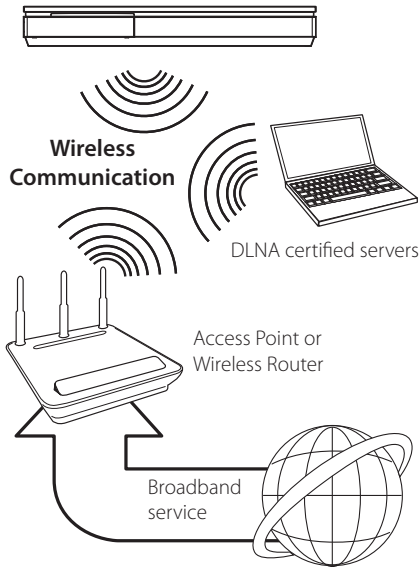 Wireless
Communication
DLNA certified servers
Access Point or
Wireless Router
Broadband
service